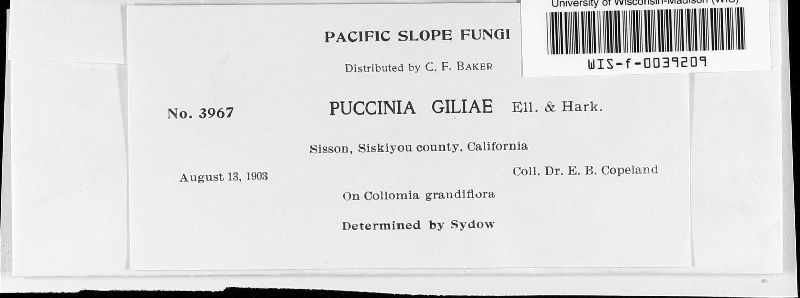 University of Wisconsin-Madison (WIS)
WIS-f-0039209
PACIFIC SLOPE FUNGI
Distributed by C. F. BAKER
No. 3967 PUCCINIA GILIAE Ell. & Hark.
Sisson, Siskiyou county, California
August 13, 1903 Coll. Dr. E. B. Copeland
On Collomia grandiflora
Determined by Sydow